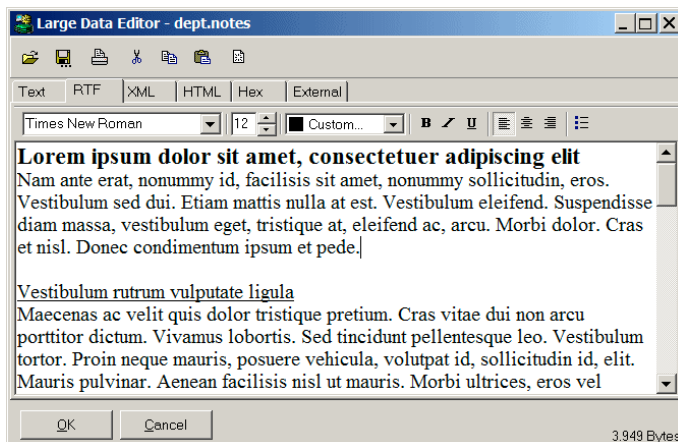 Large Data Editor - dept.notes
Text RTF XML HTML Hex External
Times New Roman 12 Custom... B I U
Lorem ipsum dolor sit amet, consectetuer adipiscing elit
Nam ante erat, nonummy id, facilisis sit amet, nonummy sollicitudin, eros.
Vestibulum sed dui. Etiam mattis nulla at est. Vestibulum eleifend. Suspendisse
diam massa, vestibulum eget, tristique at, eleifend ac, arcu. Morbi dolor. Cras
et nisl. Donec condimentum ipsum et pede.
Vestibulum rutrum vulputate ligula
Maecenas ac velit quis dolor tristique pretium. Cras vitae dui non arcu
porttitor dictum. Vivamus lobortis. Sed tincidunt pellentesque leo. Vestibulum
tortor. Proin neque mauris, posuere vehicula, volutpat id, sollicitudin id, elit.
Mauris pulvinar. Aenean facilisis nisl ut mauris. Morbi ultrices, eros vel
OK Cancel
3.949 Bytes